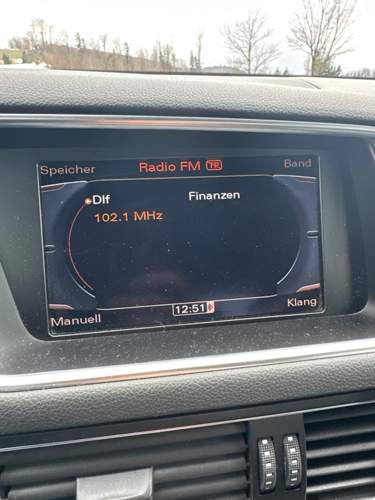 Speicher
Radio FM TP
Band
Dlf
Finanzen
102.1 MHz
Manuell
12:51
Klang